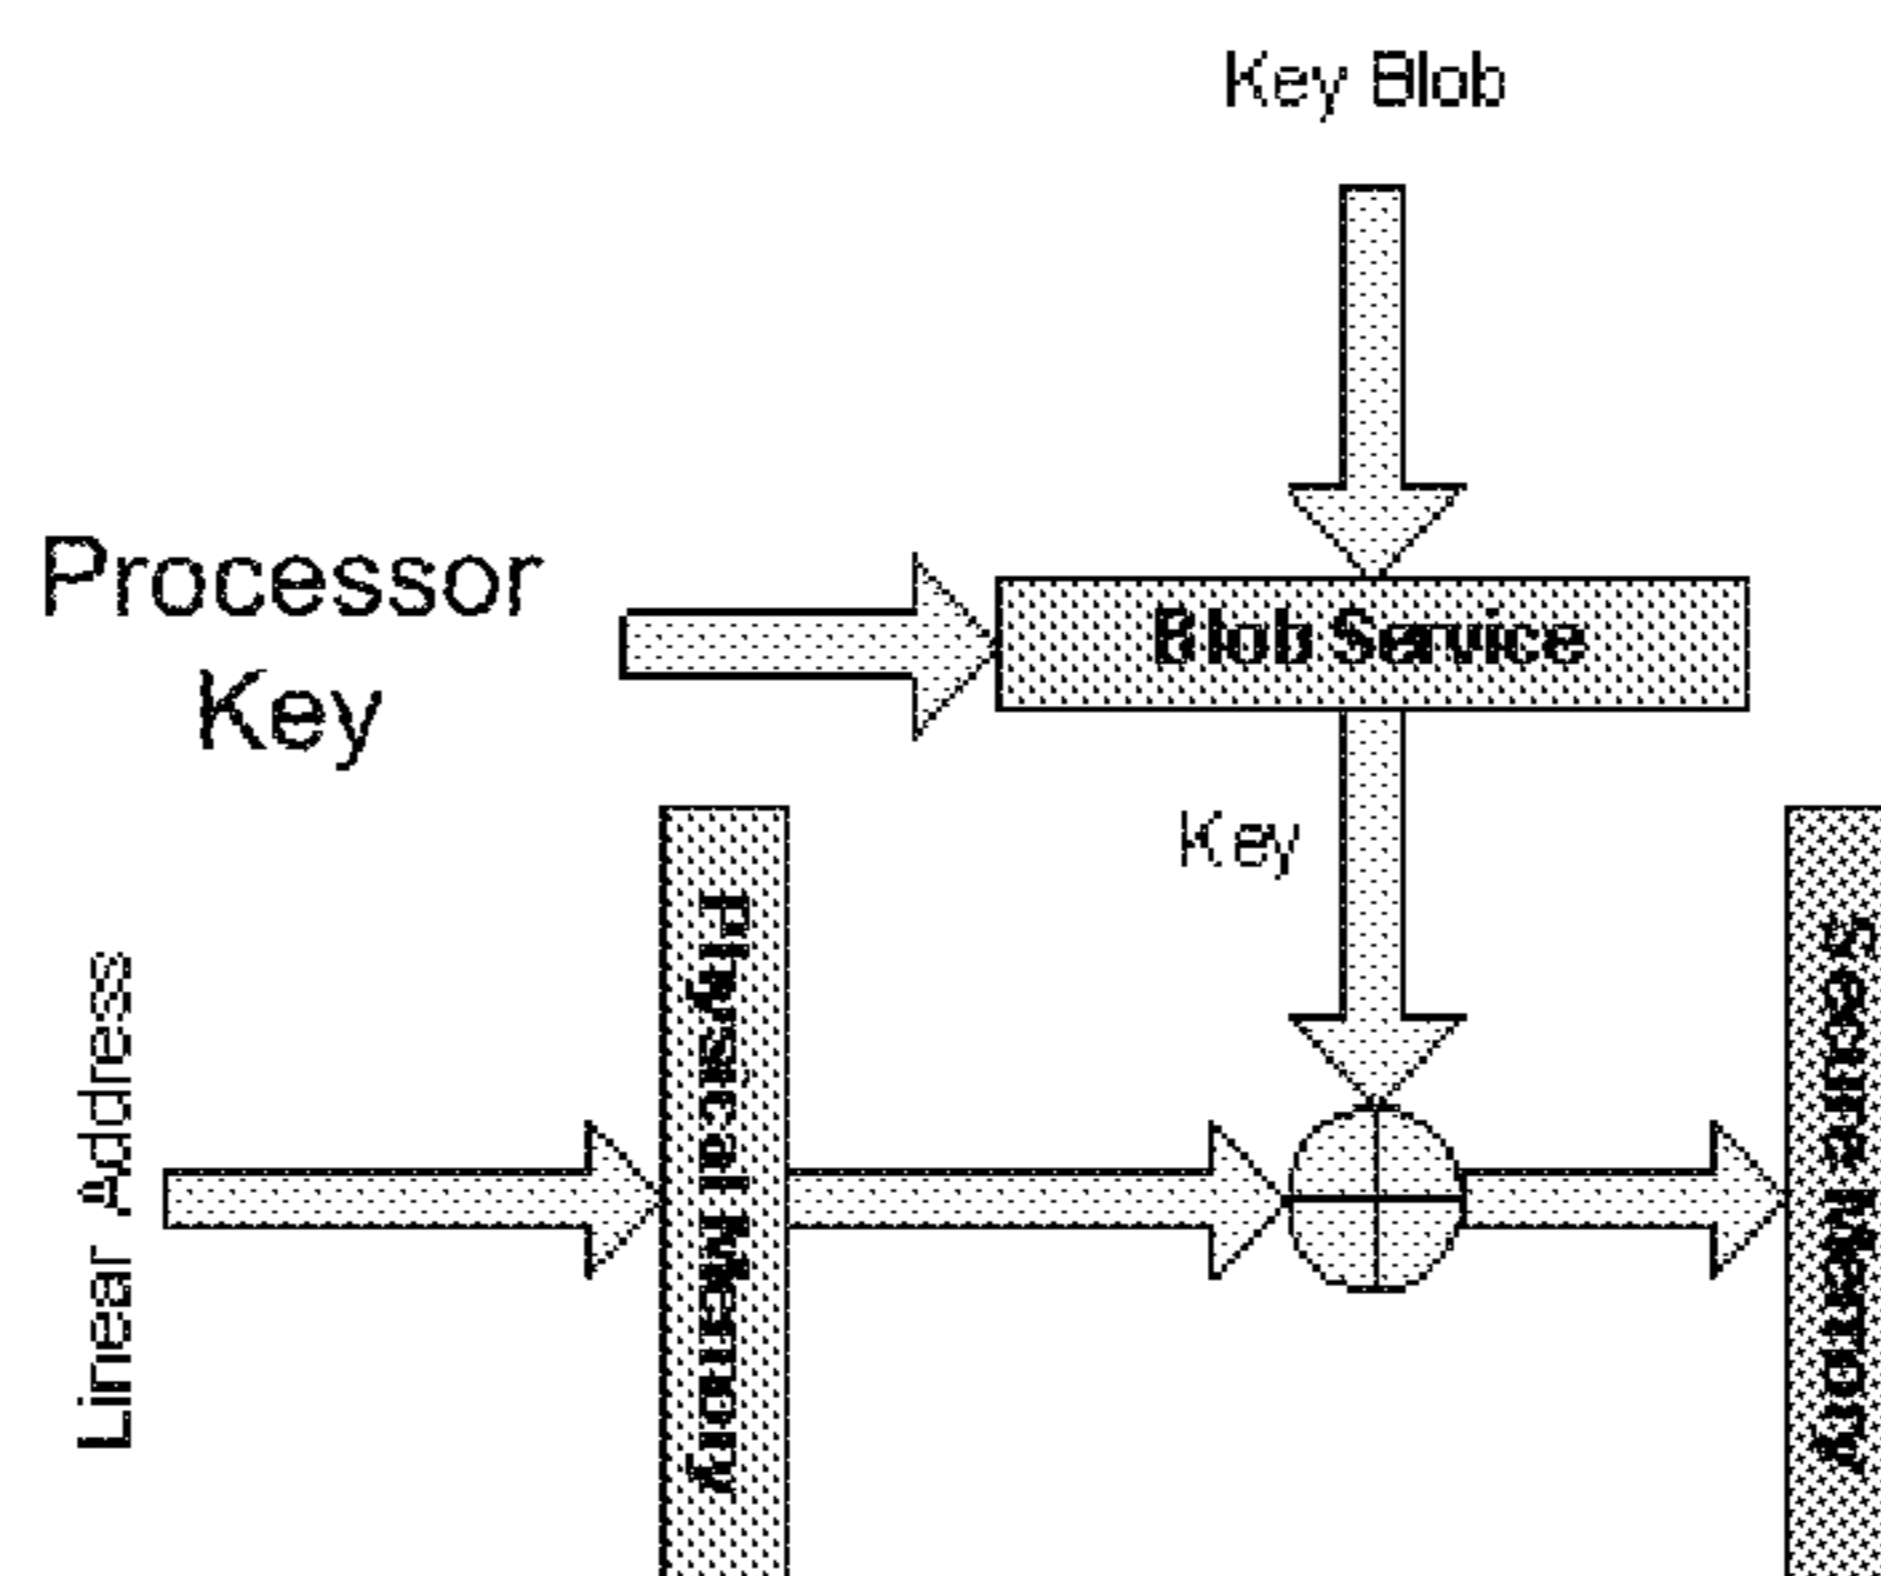 Key Blob
Processor
Key
Blob Service
Key
Linear Address
Physical Memory
Secure Memory